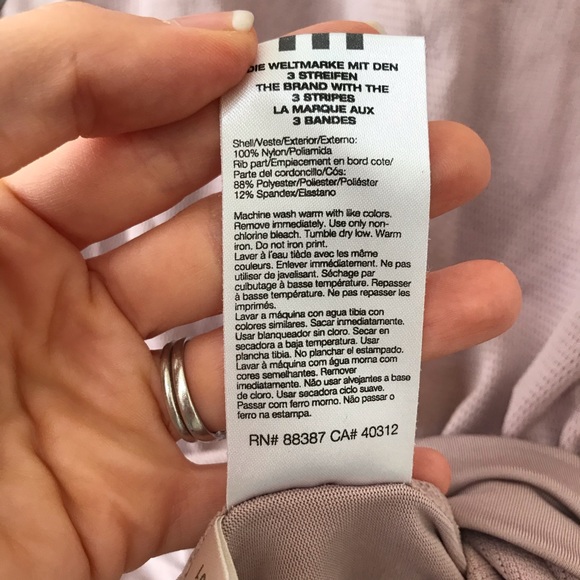 DIE WELTMARKE MIT DEN
3 STREIFEN
THE BRAND WITH THE
3 STRIPES
LA MARQUE AUX
3 BANDES
Shell/Veste/Exterior/Externo:
100% Nylon/Poliamida
Rib part/Empiecement en bord cote/
Parte del cordoncillo/Cós:
88% Polyester/Poliester/Poliéster
12% Spandex/Elastano
Machine wash warm with like colors.
Remove immediately. Use only non-
chlorine bleach. Tumble dry low. Warm
iron. Do not iron print.
Laver à l'eau tiède avec les même
couleurs. Enlever immédiatement. Ne pas
utiliser de javelisant. Séchage par
culbutage à basse température. Repasser
à basse température. Ne pas repasser les
imprimés.
Lavar a máquina con agua tibia con
colores similares. Sacar inmediatamente.
Usar blanqueador sin cloro. Secar en
secadora a baja temperatura. Usar
plancha tibia. No planchar el estampado.
Lavar à máquina com água morna com
cores semelhantes. Remover
imediatamente. Não usar alvejantes a base
de cloro. Usar secadora ciclo suave.
Passar com ferro morno. Não passar o
ferro na estampa.
RN# 88387 CA# 40312